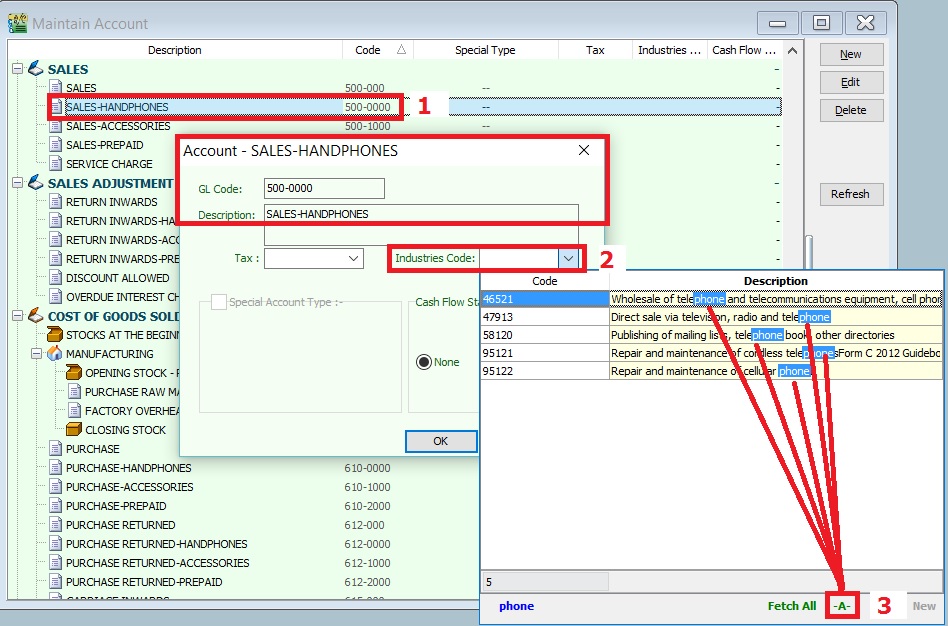 Maintain Account
Description Code Special Type Tax Industries ... Cash Flow ...
SALES -
SALES 500-000 -- -
SALES-HANDPHONES 500-0000 -- -
1
SALES-ACCESSORIES 500-1000 -- -
SALES-PREPAID
SERVICE CHARGE
SALES ADJUSTMENT
RETURN INWARDS
RETURN INWARDS-HA
RETURN INWARDS-ACC
RETURN INWARDS-PRE
DISCOUNT ALLOWED
OVERDUE INTEREST CH
COST OF GOODS SOLD
STOCKS AT THE BEGINN
MANUFACTURING
OPENING STOCK - R
PURCHASE RAW MA
FACTORY OVERHEA
CLOSING STOCK
PURCHASE
PURCHASE-HANDPHONES 610-0000
PURCHASE-ACCESSORIES 610-1000
PURCHASE-PREPAID 610-2000
PURCHASE RETURNED 612-000
PURCHASE RETURNED-HANDPHONES 612-0000
PURCHASE RETURNED-ACCESSORIES 612-1000
PURCHASE RETURNED-PREPAID 612-2000
CARRIAGE INWARDS 615-000
New
Edit
Delete
Refresh
Account - SALES-HANDPHONES
GL Code: 500-0000
Description: SALES-HANDPHONES
Tax : Industries Code:
2
Special Account Type :-
Cash Flow Sta
None
OK
Code Description
46521 Wholesale of telephone and telecommunications equipment, cell phon
47913 Direct sale via television, radio and telephone
58120 Publishing of mailing lists, telephone book, other directories
95121 Repair and maintenance of cordless telephonesForm C 2012 Guidebo
95122 Repair and maintenance of cellular phone
5
phone Fetch All -A- 3 New